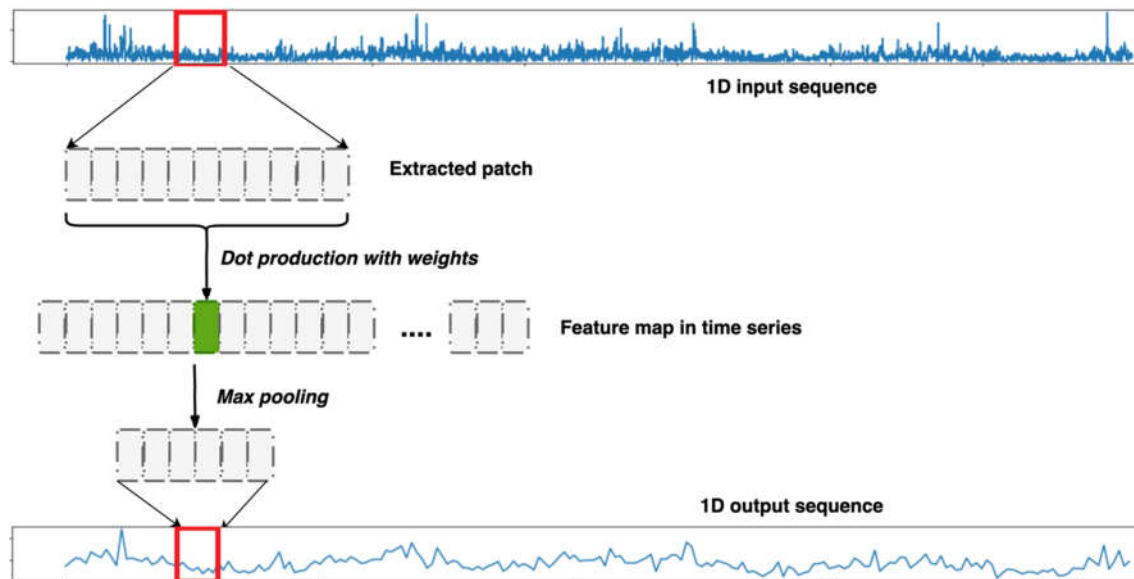 1D input sequence
Extracted patch
Dot production with weights
....
Feature map in time series
Max pooling
1D output sequence